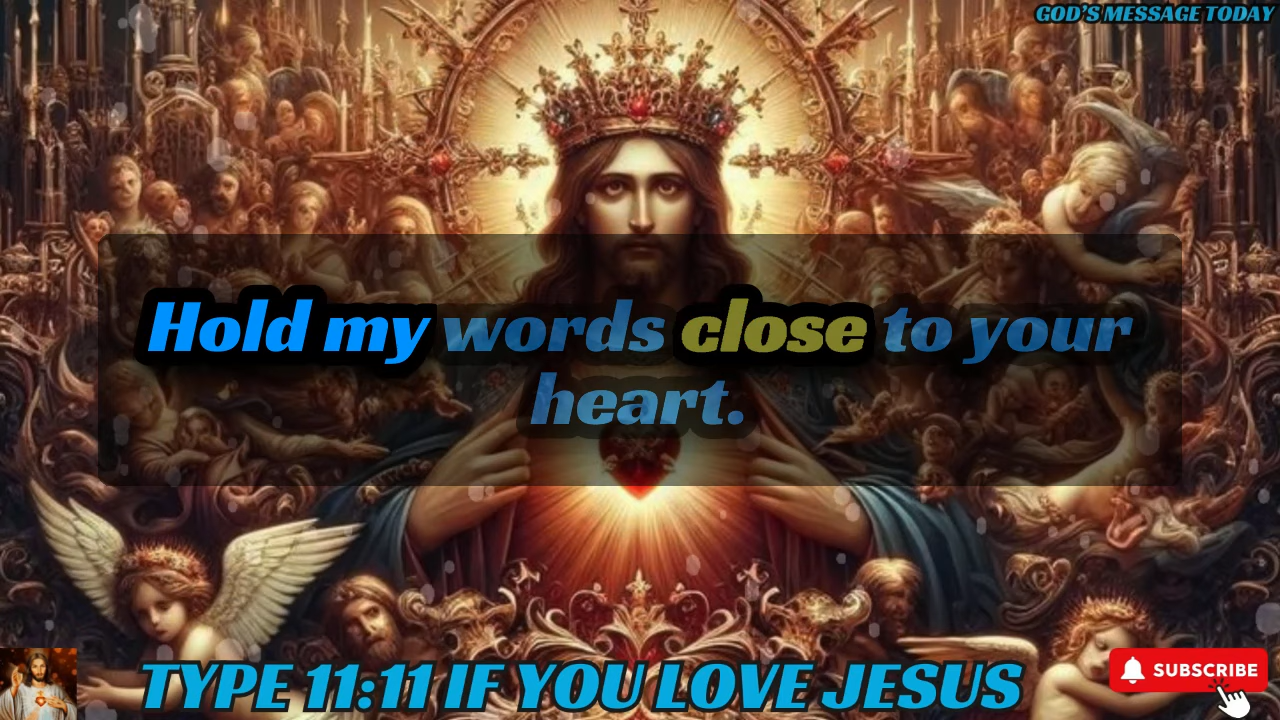 GOD'S MESSAGE TODAY
Hold my words close to your
heart.
TYPE 11:11 IF YOU LOVE JESUS
SUBSCRIBE